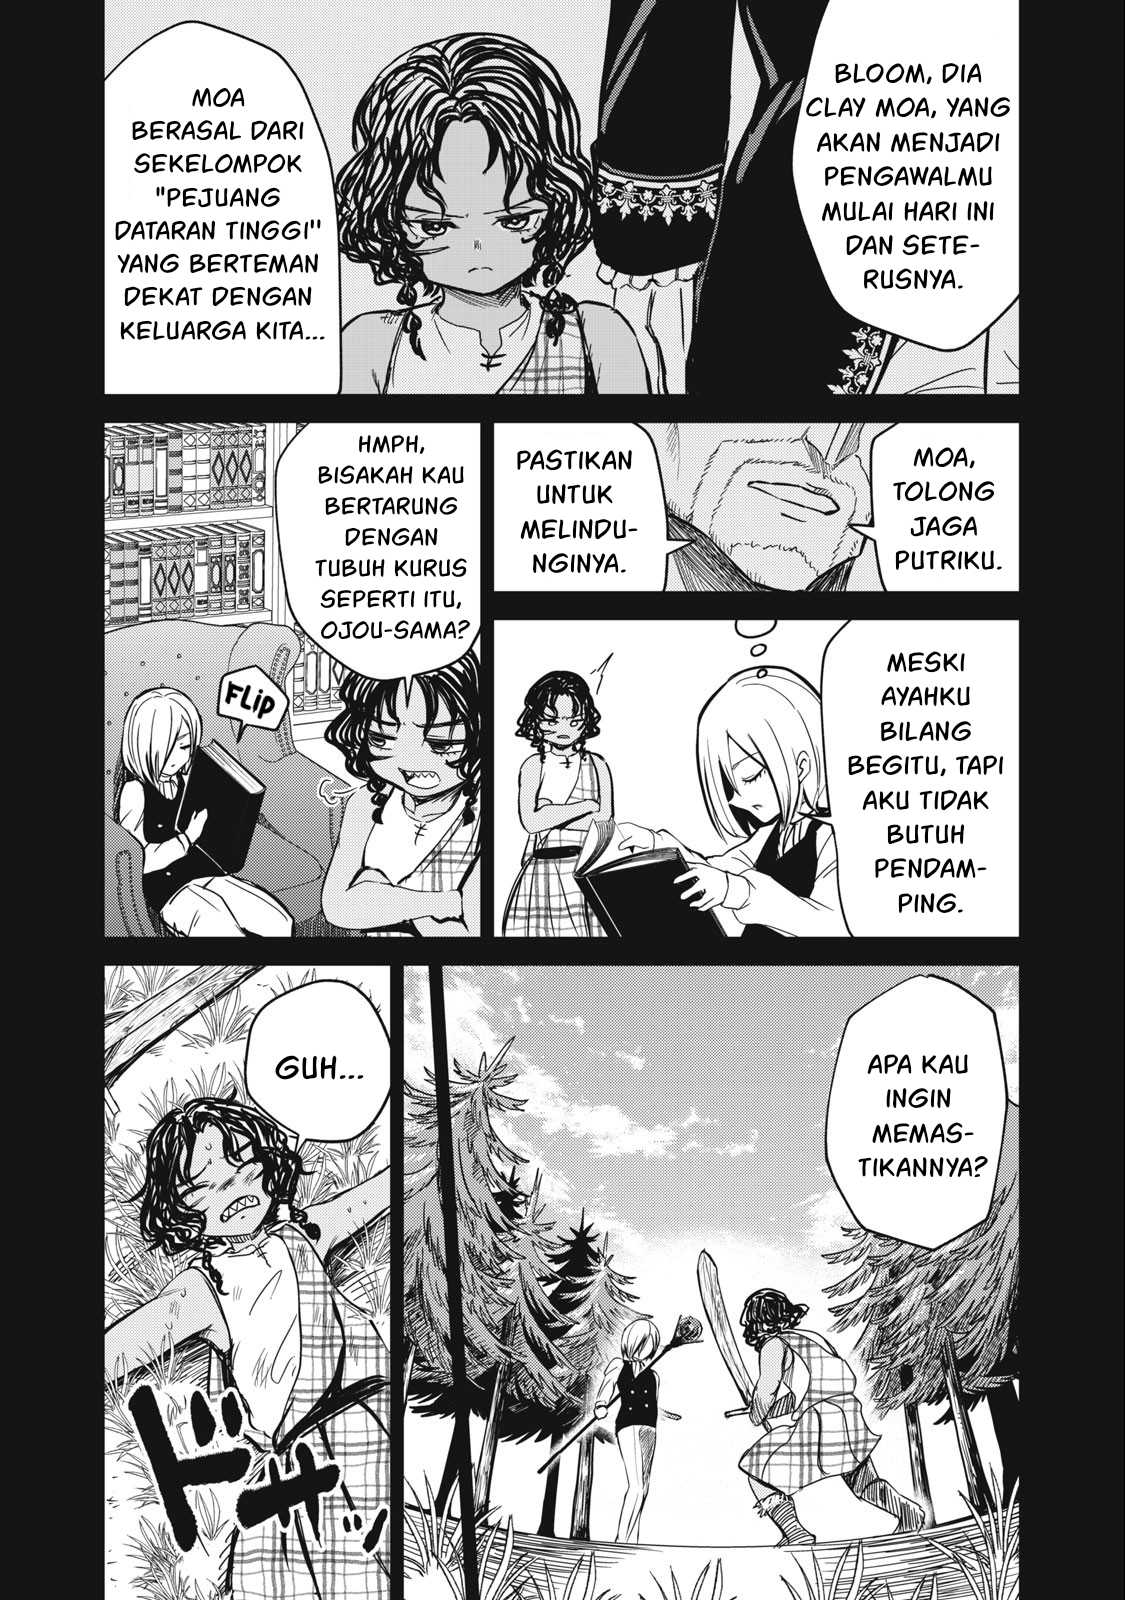 BLOOM, DIA
CLAY MOA, YANG
AKAN MENJADI
PENGAWALMU
MULAI HARI INI
DAN SETE-
RUSNYA.
MOA
BERASAL DARI
SEKELOMPOK
"PEJUANG
DATARAN TINGGI"
YANG BERTEMAN
DEKAT DENGAN
KELUARGA KITA...
MOA,
TOLONG
JAGA
PUTRIKU.
PASTIKAN
UNTUK
MELINDU-
NGINYA.
MESKI
AYAHKU
BILANG
BEGITU, TAPI
AKU TIDAK
BUTUH
PENDAM-
PING.
HMPH,
BISAKAH KAU
BERTARUNG
DENGAN
TUBUH KURUS
SEPERTI ITU,
OJOU-SAMA?
FLIP
APA KAU
INGIN
MEMAS-
TIKANNYA?
GUH...
ドサッ